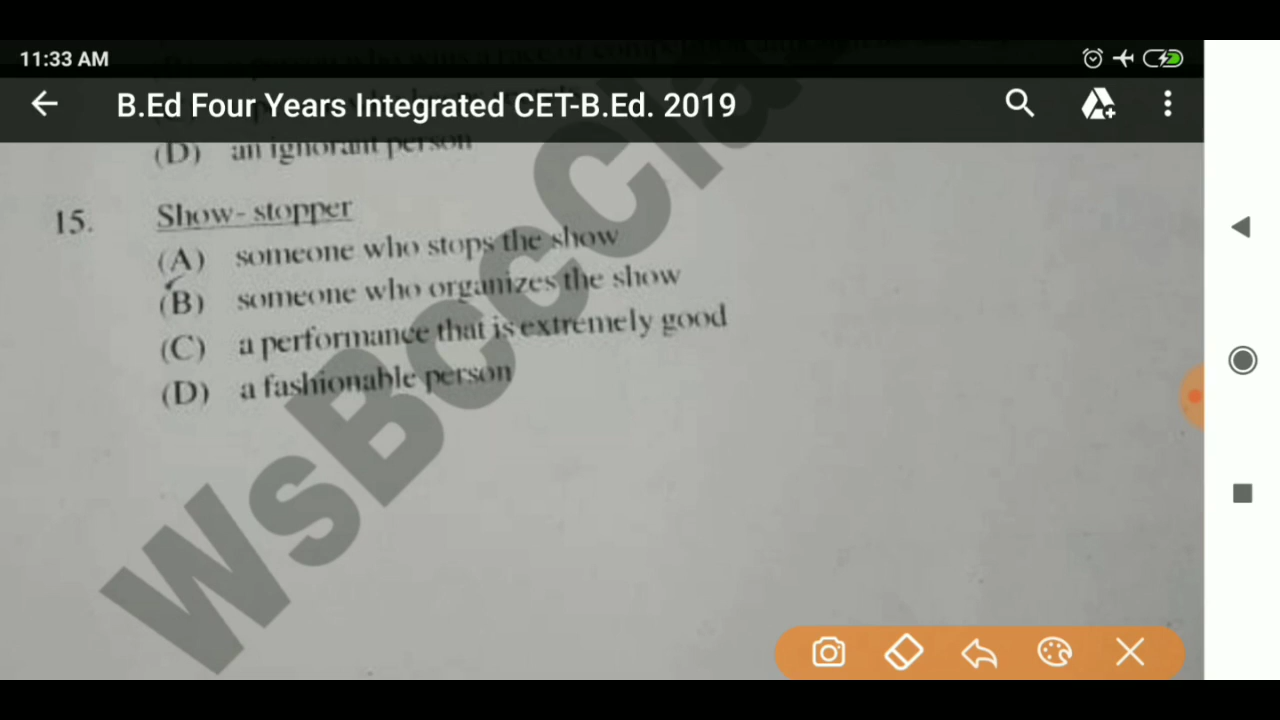 11:33 AM
B.Ed Four Years Integrated CET-B.Ed. 2019
(D) an ignorant person
15. Show-stopper
(A) someone who stops the show
(B) someone who organizes the show
(C) a performance that is extremely good
(D) a fashionable person
WsBccCla